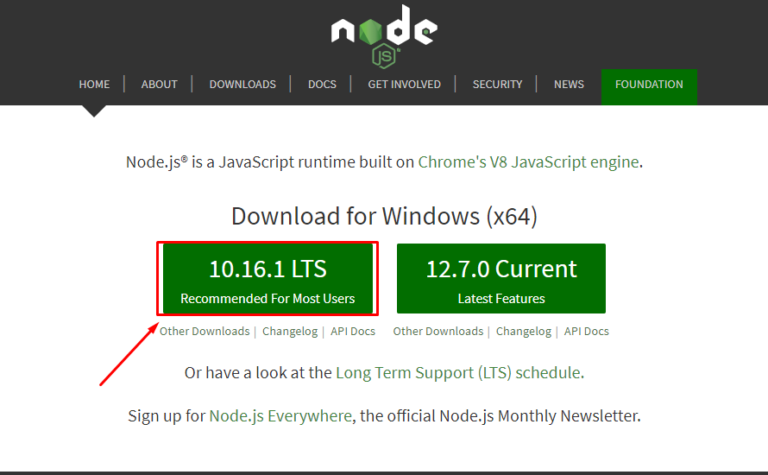 node
JS
HOME | ABOUT | DOWNLOADS | DOCS | GET INVOLVED | SECURITY | NEWS FOUNDATION
Node.js® is a JavaScript runtime built on Chrome's V8 JavaScript engine.
Download for Windows (x64)
10.16.1 LTS
Recommended For Most Users
12.7.0 Current
Latest Features
Other Downloads | Changelog | API Docs
Other Downloads | Changelog | API Docs
Or have a look at the Long Term Support (LTS) schedule.
Sign up for Node.js Everywhere, the official Node.js Monthly Newsletter.